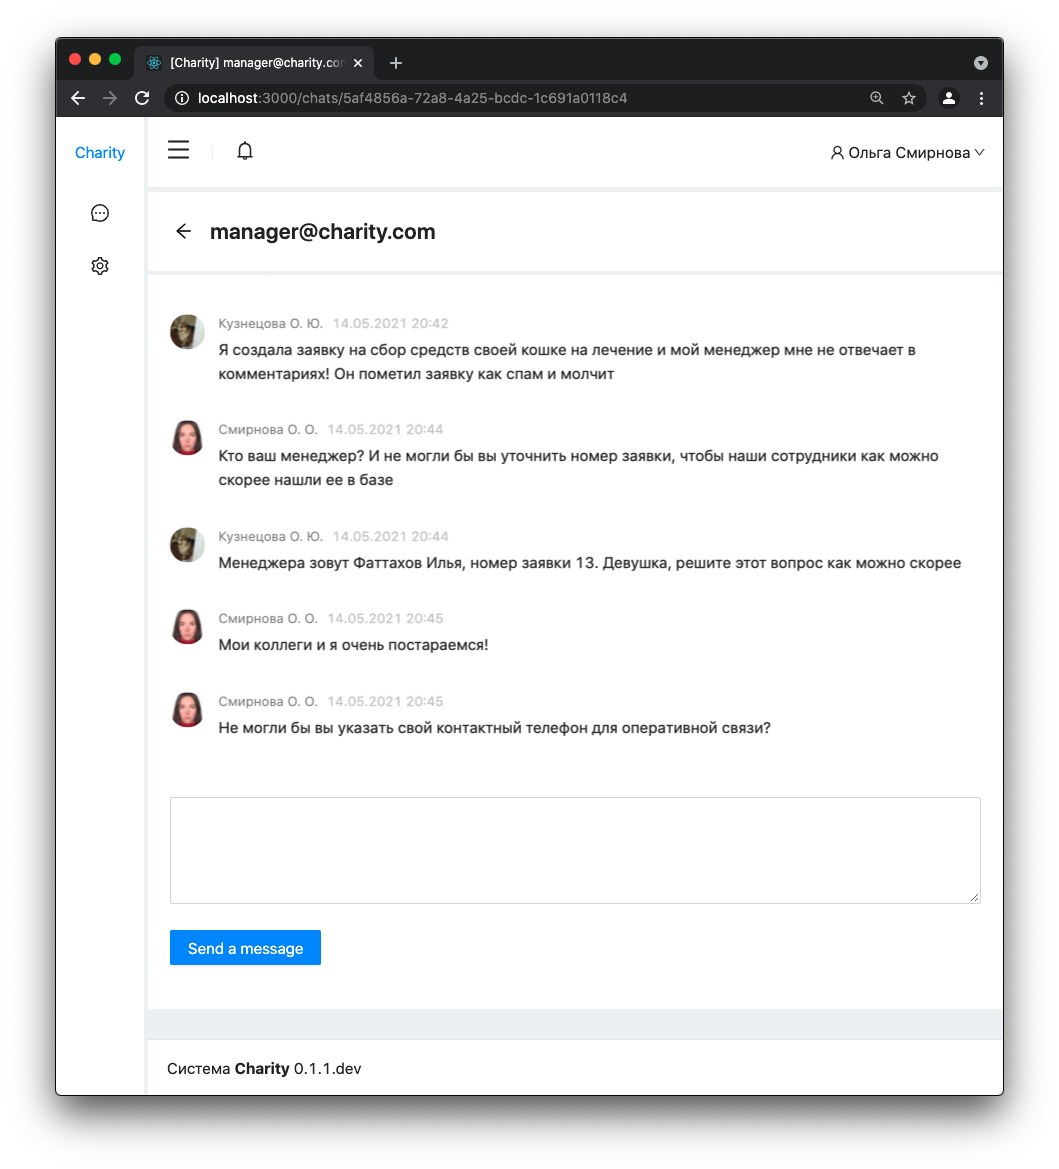 [Charity] manager@charity.co
localhost:3000/chats/5af4856a-72a8-4a25-bcdc-1c691a0118c4
Charity
Ольга Смирнова
manager@charity.com
Кузнецова О. Ю. 14.05.2021 20:42
Я создала заявку на сбор средств своей кошке на лечение и мой менеджер мне не отвечает в
комментариях! Он пометил заявку как спам и молчит
Смирнова О. О. 14.05.2021 20:44
Кто ваш менеджер? И не могли бы вы уточнить номер заявки, чтобы наши сотрудники как можно
скорее нашли ее в базе
Кузнецова О. Ю. 14.05.2021 20:44
Менеджера зовут Фаттахов Илья, номер заявки 13. Девушка, решите этот вопрос как можно скорее
Смирнова О. О. 14.05.2021 20:45
Мои коллеги и я очень постараемся!
Смирнова О. О. 14.05.2021 20:45
Не могли бы вы указать свой контактный телефон для оперативной связи?
Send a message
Система Charity 0.1.1.dev